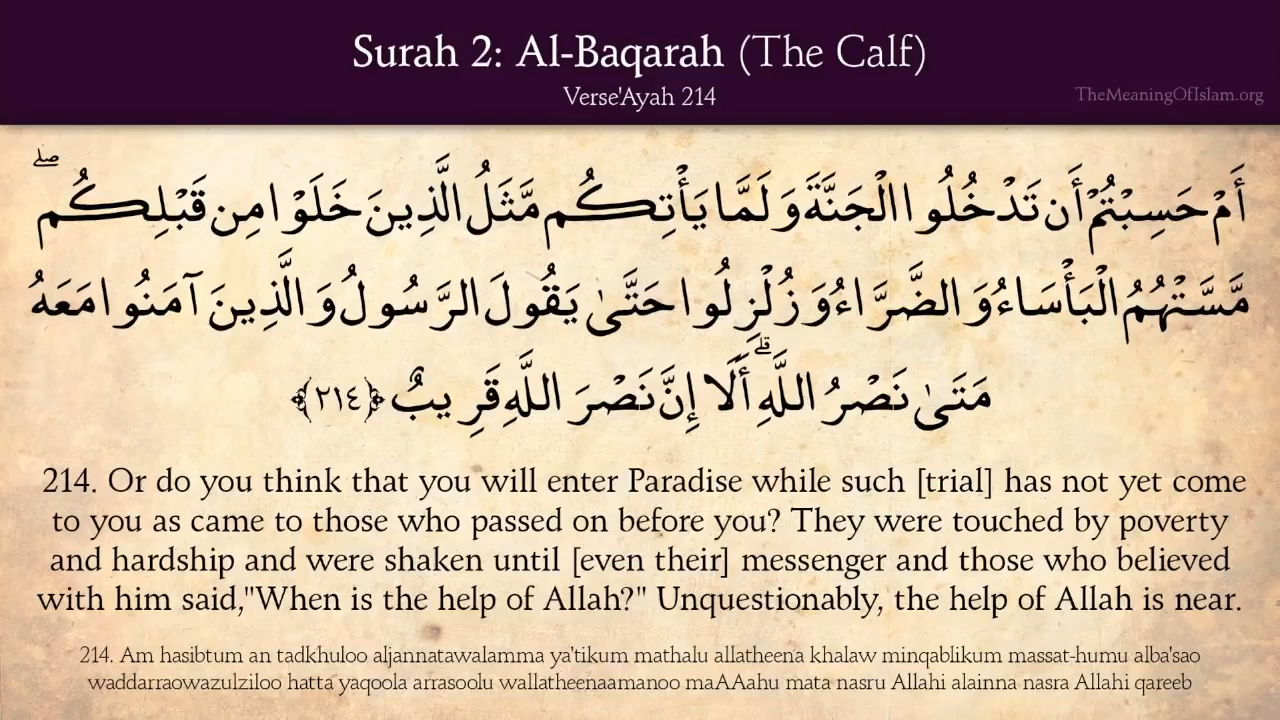 Surah 2: Al-Baqarah (The Calf)
Verse'Ayah 214
TheMeaningOfIslam.org
أَمْ حَسِبْتُمْ أَن تَدْخُلُوا الْجَنَّةَ وَلَمَّا يَأْتِكُم مَّثَلُ الَّذِينَ خَلَوْا مِن قَبْلِكُم ۖ
مَّسَّتْهُمُ الْبَأْسَاءُ وَالضَّرَّاءُ وَزُلْزِلُوا حَتَّىٰ يَقُولَ الرَّسُولُ وَالَّذِينَ آمَنُوا مَعَهُ
مَتَىٰ نَصْرُ اللَّهِ ۗ أَلَا إِنَّ نَصْرَ اللَّهِ قَرِيبٌ ﴿٢١٤﴾
214. Or do you think that you will enter Paradise while such [trial] has not yet come
to you as came to those who passed on before you? They were touched by poverty
and hardship and were shaken until [even their] messenger and those who believed
with him said,"When is the help of Allah?" Unquestionably, the help of Allah is near.
214. Am hasibtum an tadkhuloo aljannatawalamma ya'tikum mathalu allatheena khalaw minqablikum massat-humu alba'sao
waddarraowazulziloo hatta yaqoola arrasoolu wallatheenaamanoo maAAahu mata nasru Allahi alainna nasra Allahi qareeb